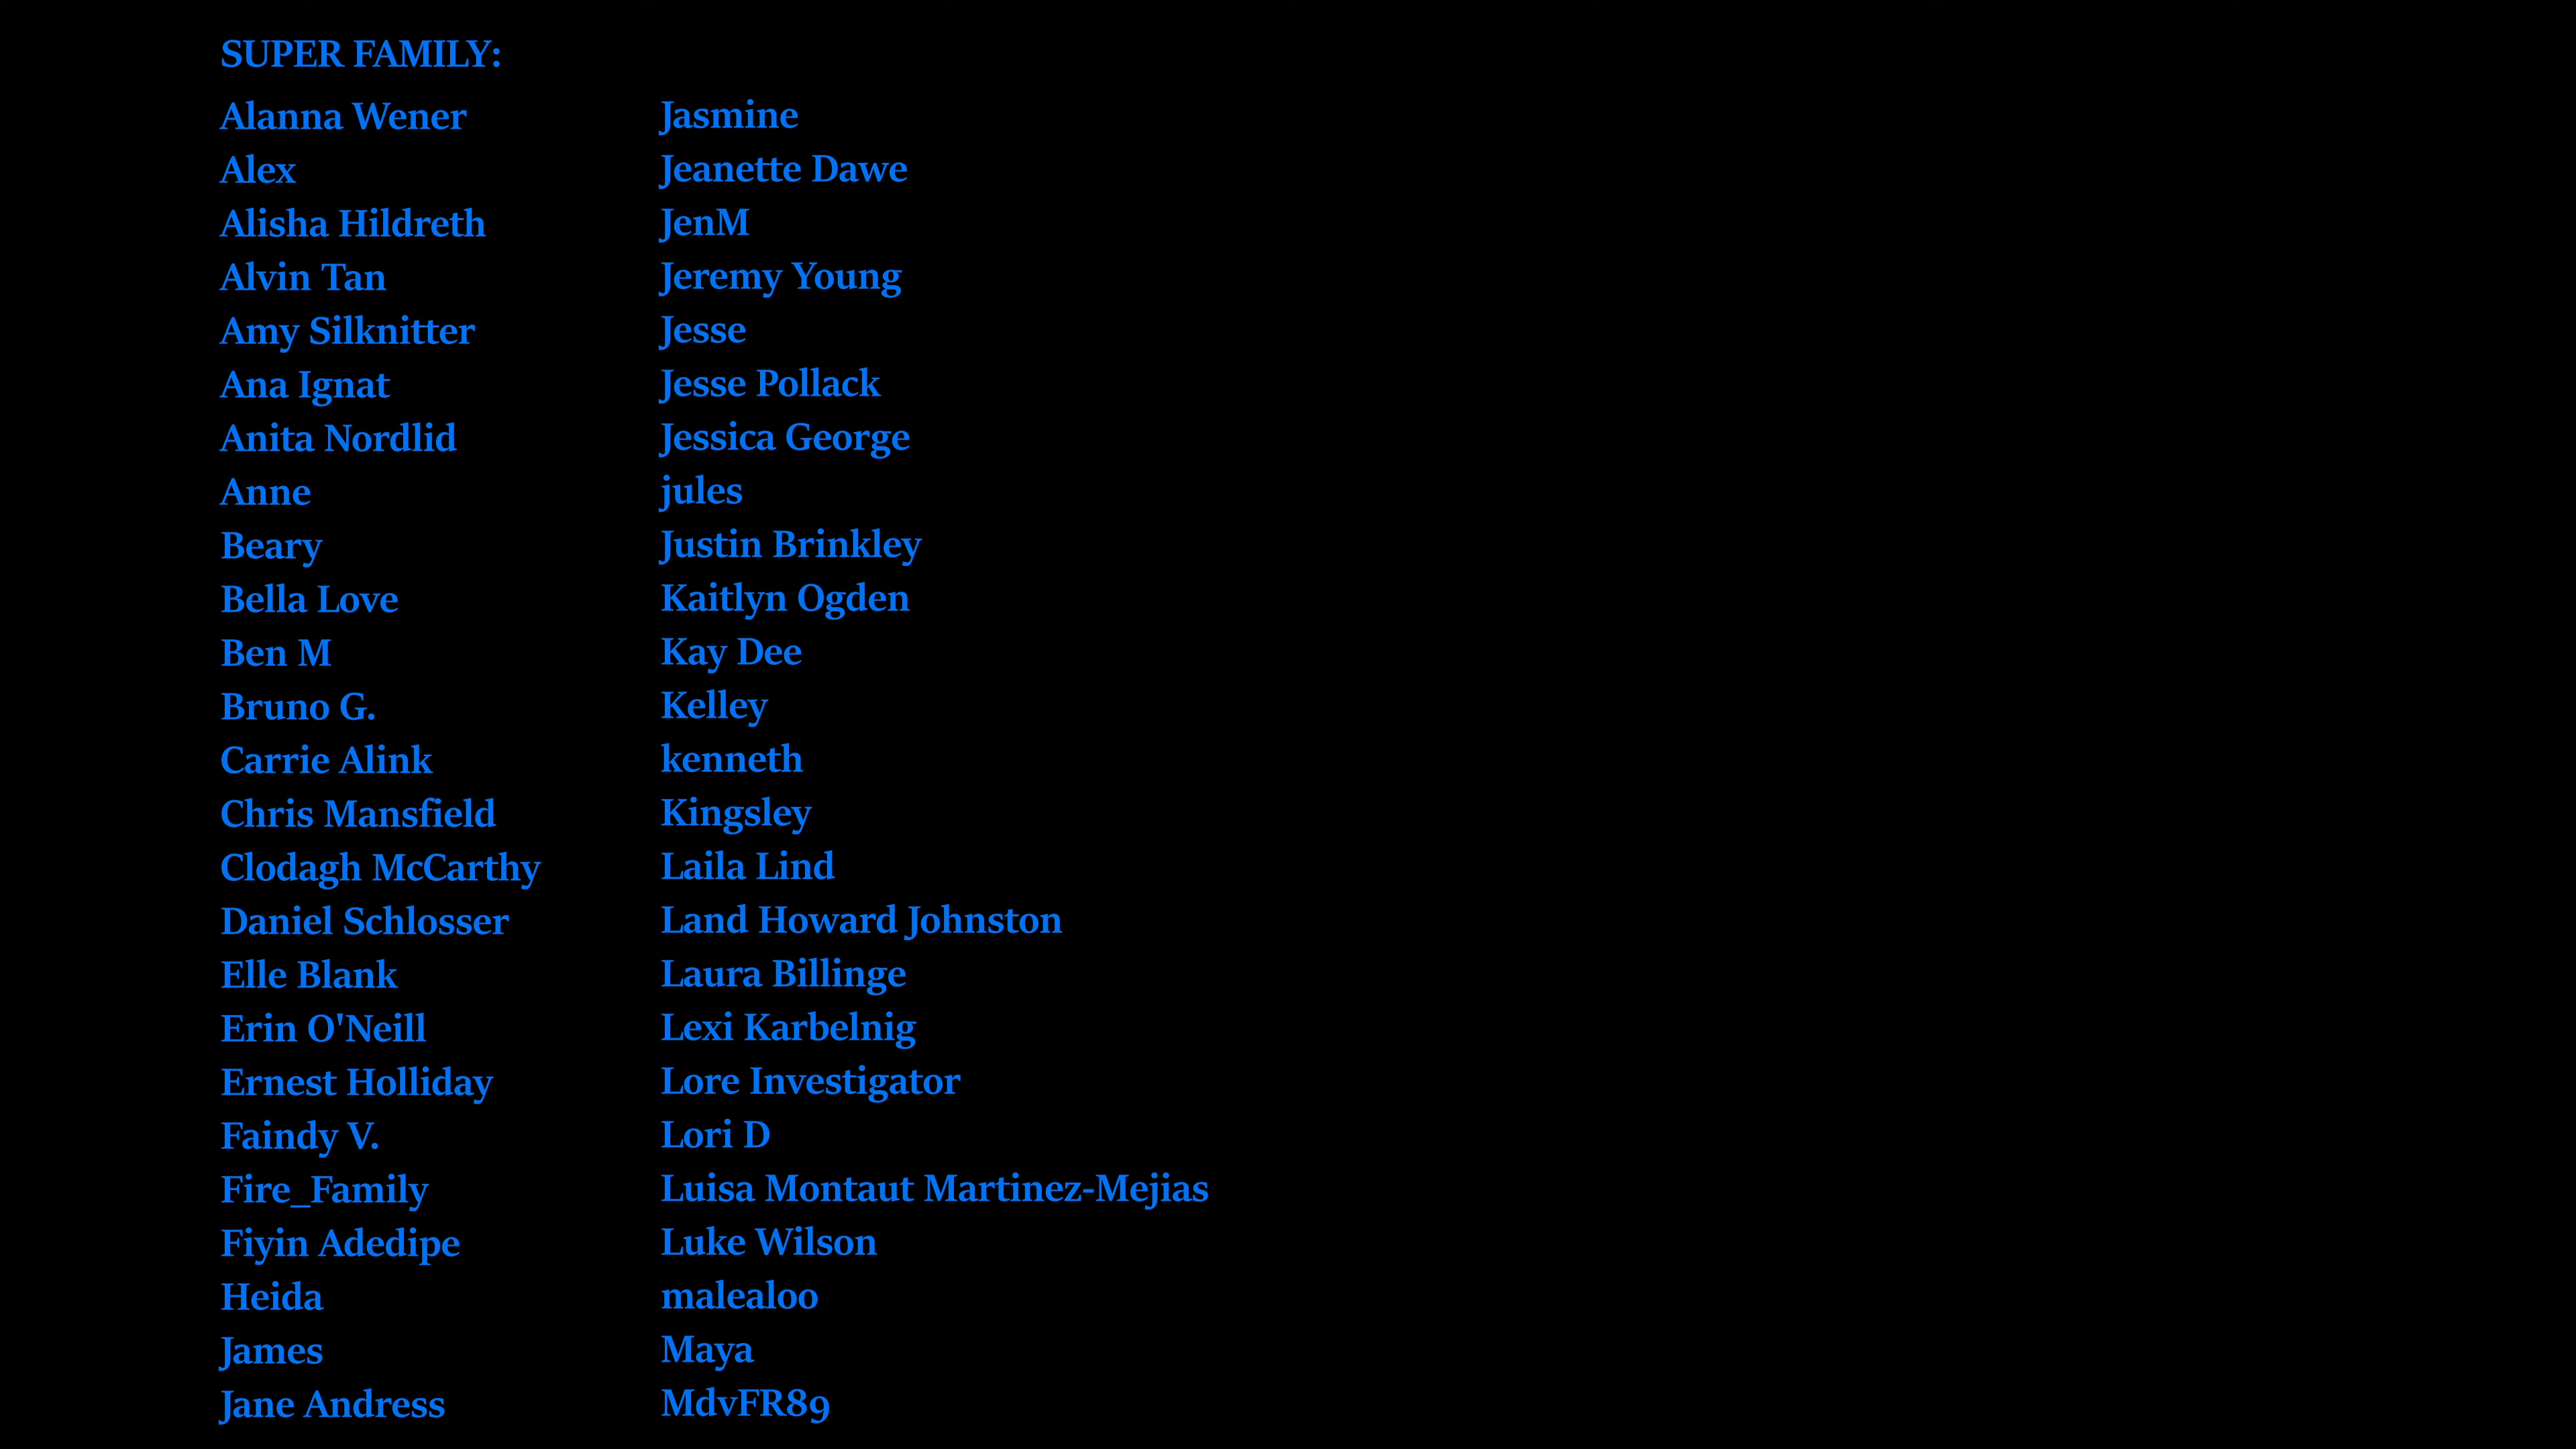 SUPER FAMILY:
Alanna Wener
Alex
Alisha Hildreth
Alvin Tan
Amy Silknitter
Ana Ignat
Anita Nordlid
Anne
Beary
Bella Love
Ben M
Bruno G.
Carrie Alink
Chris Mansfield
Clodagh McCarthy
Daniel Schlosser
Elle Blank
Erin O'Neill
Ernest Holliday
Faindy V.
Fire_Family
Fiyin Adedipe
Heida
James
Jane Andress
Jasmine
Jeanette Dawe
JenM
Jeremy Young
Jesse
Jesse Pollack
Jessica George
jules
Justin Brinkley
Kaitlyn Ogden
Kay Dee
Kelley
kenneth
Kingsley
Laila Lind
Land Howard Johnston
Laura Billinge
Lexi Karbelnig
Lore Investigator
Lori D
Luisa Montaut Martinez-Mejias
Luke Wilson
malealoo
Maya
MdvFR89